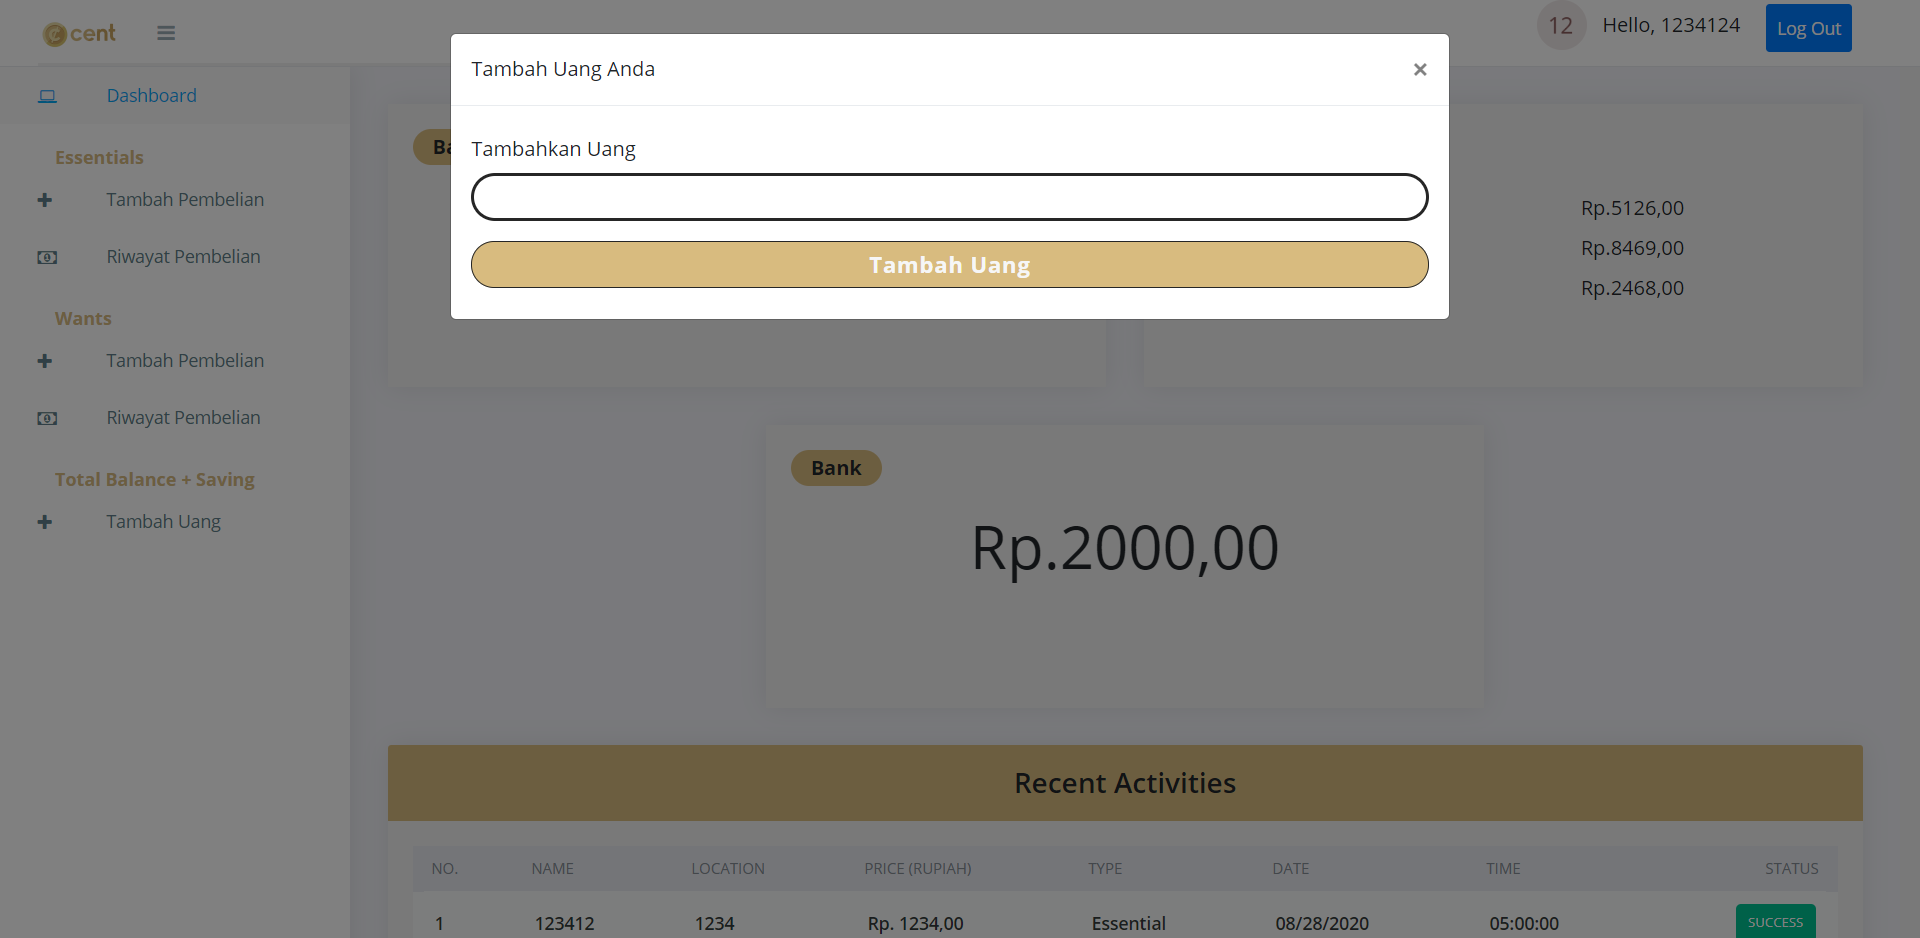 cent
12
Hello, 1234124
Log Out
Tambah Uang Anda
×
Dashboard
Essentials
Tambah Pembelian
Riwayat Pembelian
Wants
Tambah Pembelian
Riwayat Pembelian
Total Balance + Saving
Tambah Uang
Tambahkan Uang
Tambah Uang
Rp.5126,00
Rp.8469,00
Rp.2468,00
Bank
Rp.2000,00
Recent Activities
NO. NAME LOCATION PRICE (RUPIAH) TYPE DATE TIME STATUS
1 123412 1234 Rp. 1234,00 Essential 08/28/2020 05:00:00 SUCCESS